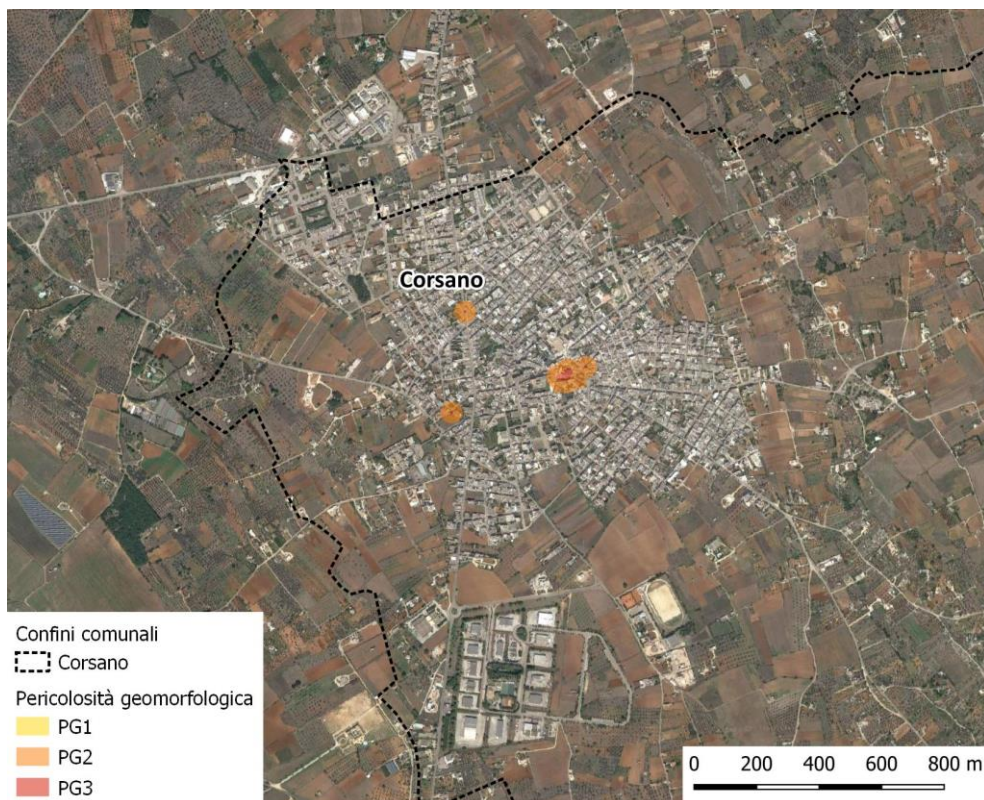 Corsano
Confini comunali
Corsano
Pericolosità geomorfologica
PG1
PG2
PG3
0 200 400 600 800 m